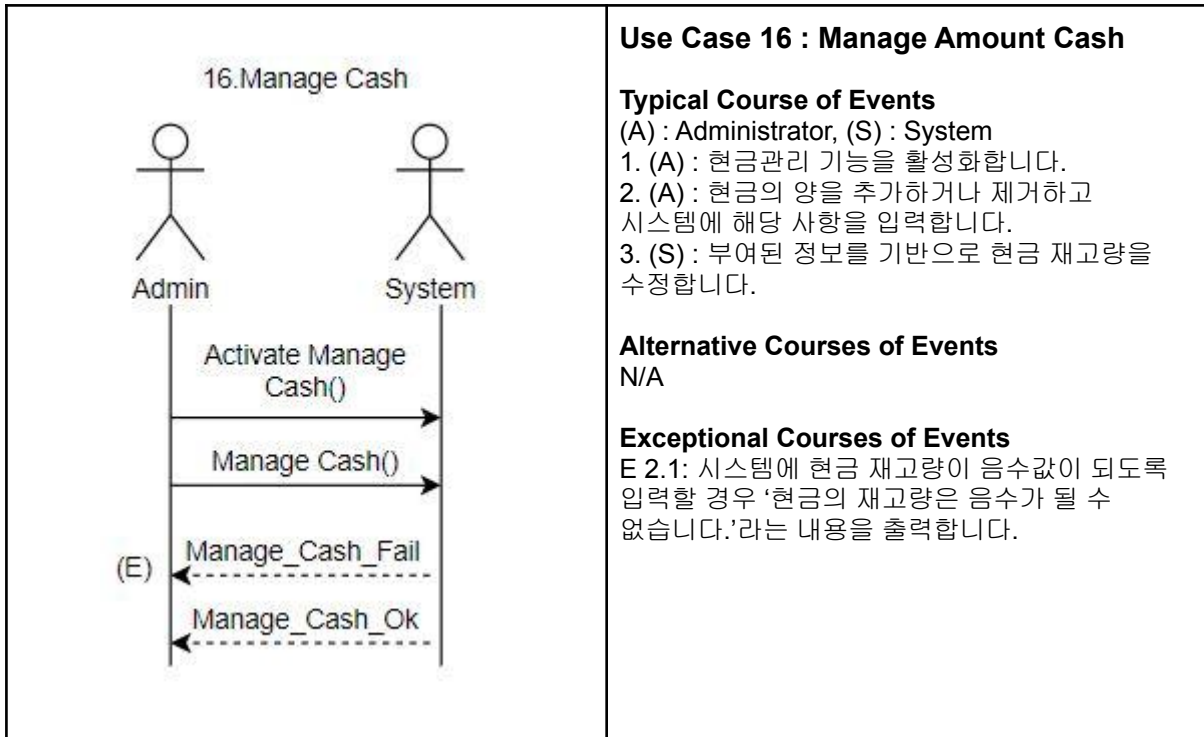 16.Manage Cash
Admin
System
Activate Manage
Cash()
Manage Cash()
(E)
Manage_Cash_Fail
Manage_Cash_Ok
Use Case 16 : Manage Amount Cash
Typical Course of Events
(A) : Administrator, (S) : System
1. (A) : 현금관리 기능을 활성화합니다.
2. (A) : 현금의 양을 추가하거나 제거하고
시스템에 해당 사항을 입력합니다.
3. (S) : 부여된 정보를 기반으로 현금 재고량을
수정합니다.
Alternative Courses of Events
N/A
Exceptional Courses of Events
E 2.1: 시스템에 현금 재고량이 음수값이 되도록
입력할 경우 ‘현금의 재고량은 음수가 될 수
없습니다.’라는 내용을 출력합니다.